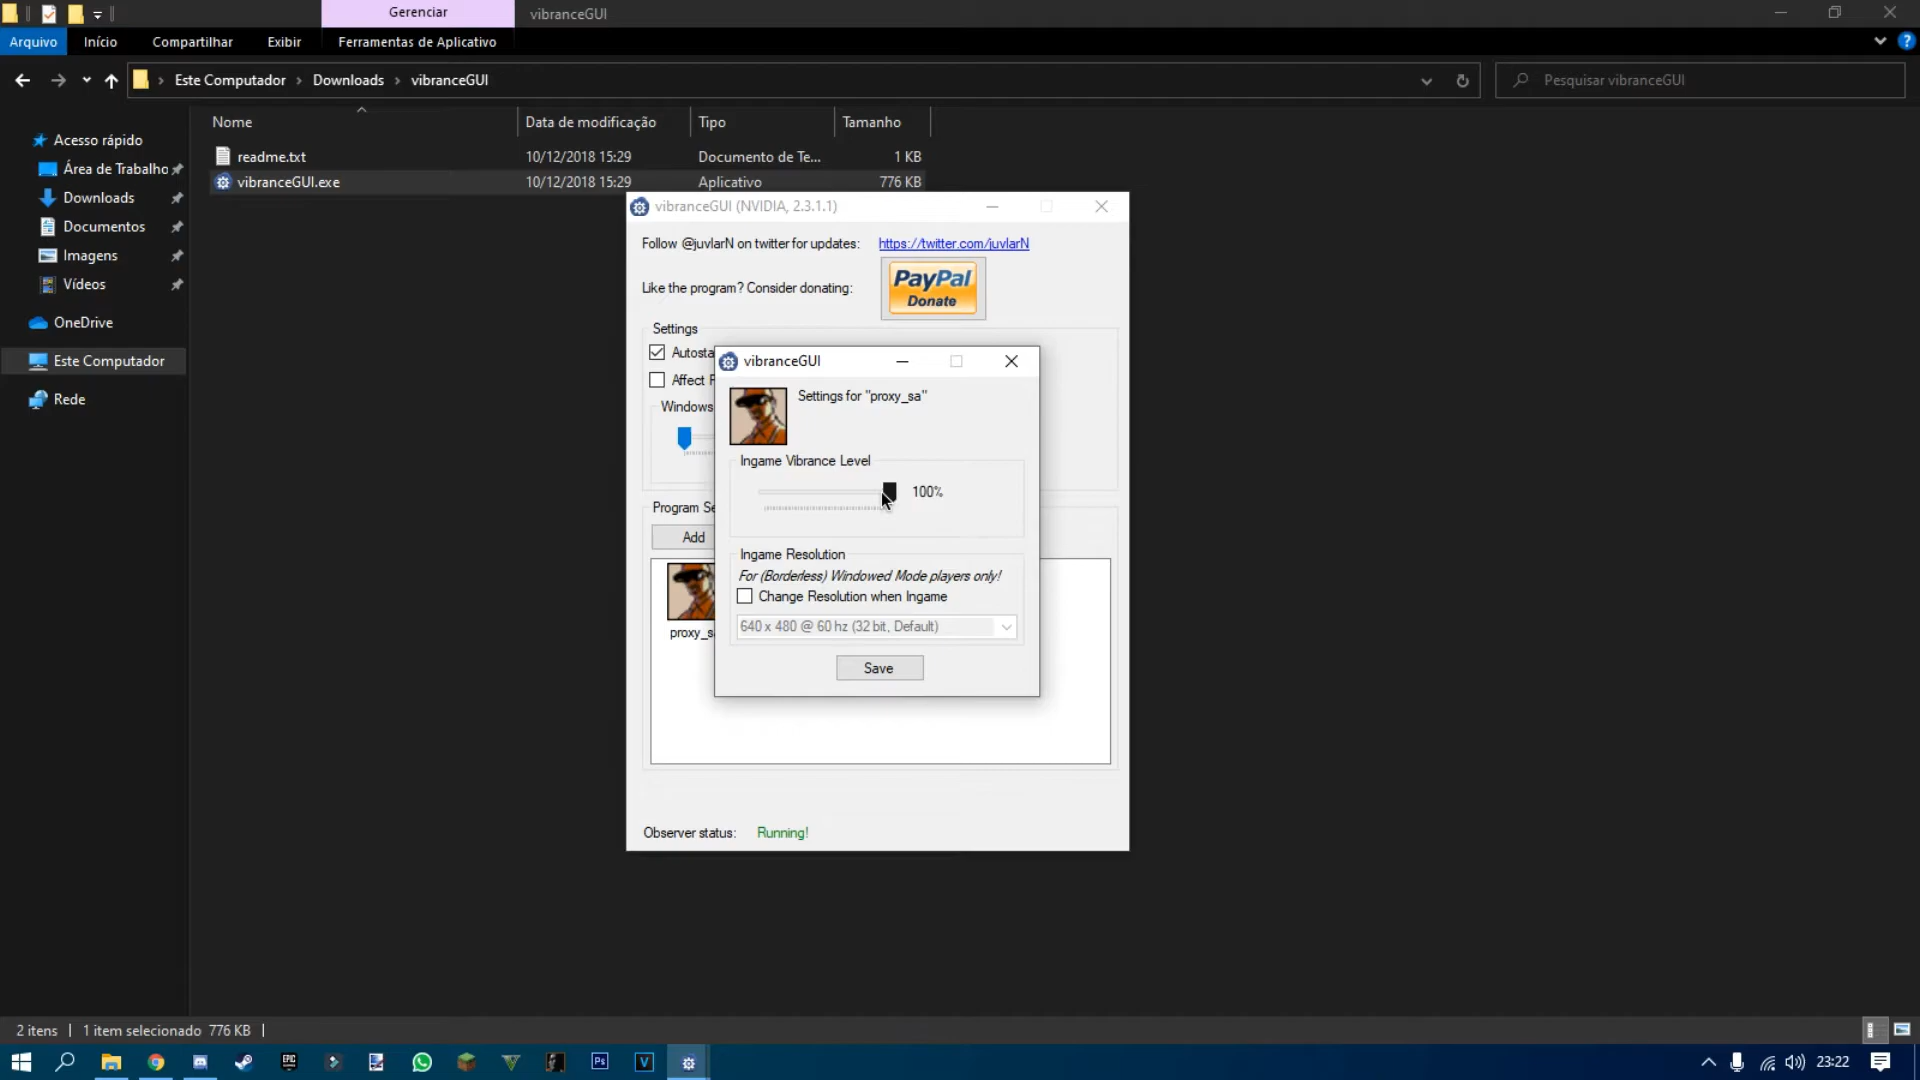 Gerenciar
vibranceGUI
Arquivo
Início
Compartilhar
Exibir
Ferramentas de Aplicativo
Este Computador
Downloads
vibranceGUI
Pesquisar vibranceGUI
Nome
Data de modificação
Tipo
Tamanho
readme.txt
10/12/2018 15:29
Documento de Te...
1 KB
vibranceGUI.exe
10/12/2018 15:29
Aplicativo
776 KB
Acesso rápido
Área de Trabalho
Downloads
Documentos
Imagens
Vídeos
OneDrive
Este Computador
Rede
vibranceGUI (NVIDIA, 2.3.1.1)
Follow @juvlarN on twitter for updates:
https://twitter.com/juvlarN
Like the program? Consider donating:
PayPal
Donate
Settings
Autosta
Affect P
Windows
Program Se
Add
proxy_sa
vibranceGUI
Settings for "proxy_sa"
Ingame Vibrance Level
100%
Ingame Resolution
For (Borderless) Windowed Mode players only!
Change Resolution when Ingame
640 x 480 @ 60 hz (32 bit, Default)
Save
Observer status:
Running!
2 itens
1 item selecionado 776 KB
EPIC
Ps
V
23:22